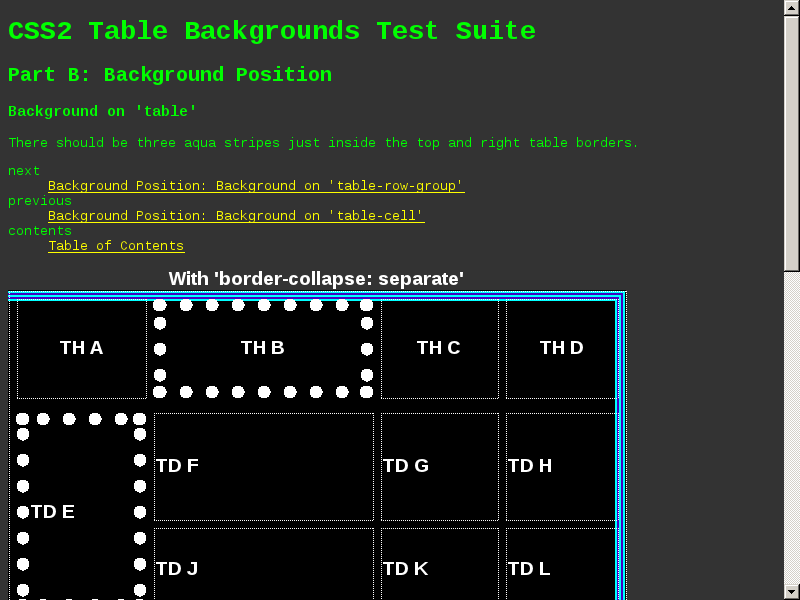 CSS2 Table Backgrounds Test Suite
Part B: Background Position
Background on 'table'
There should be three aqua stripes just inside the top and right table borders.
next
Background Position: Background on 'table-row-group'
previous
Background Position: Background on 'table-cell'
contents
Table of Contents
With 'border-collapse: separate'
TH A TH B TH C TH D
TD F TD G TD H
TD E
TD J TD K TD L